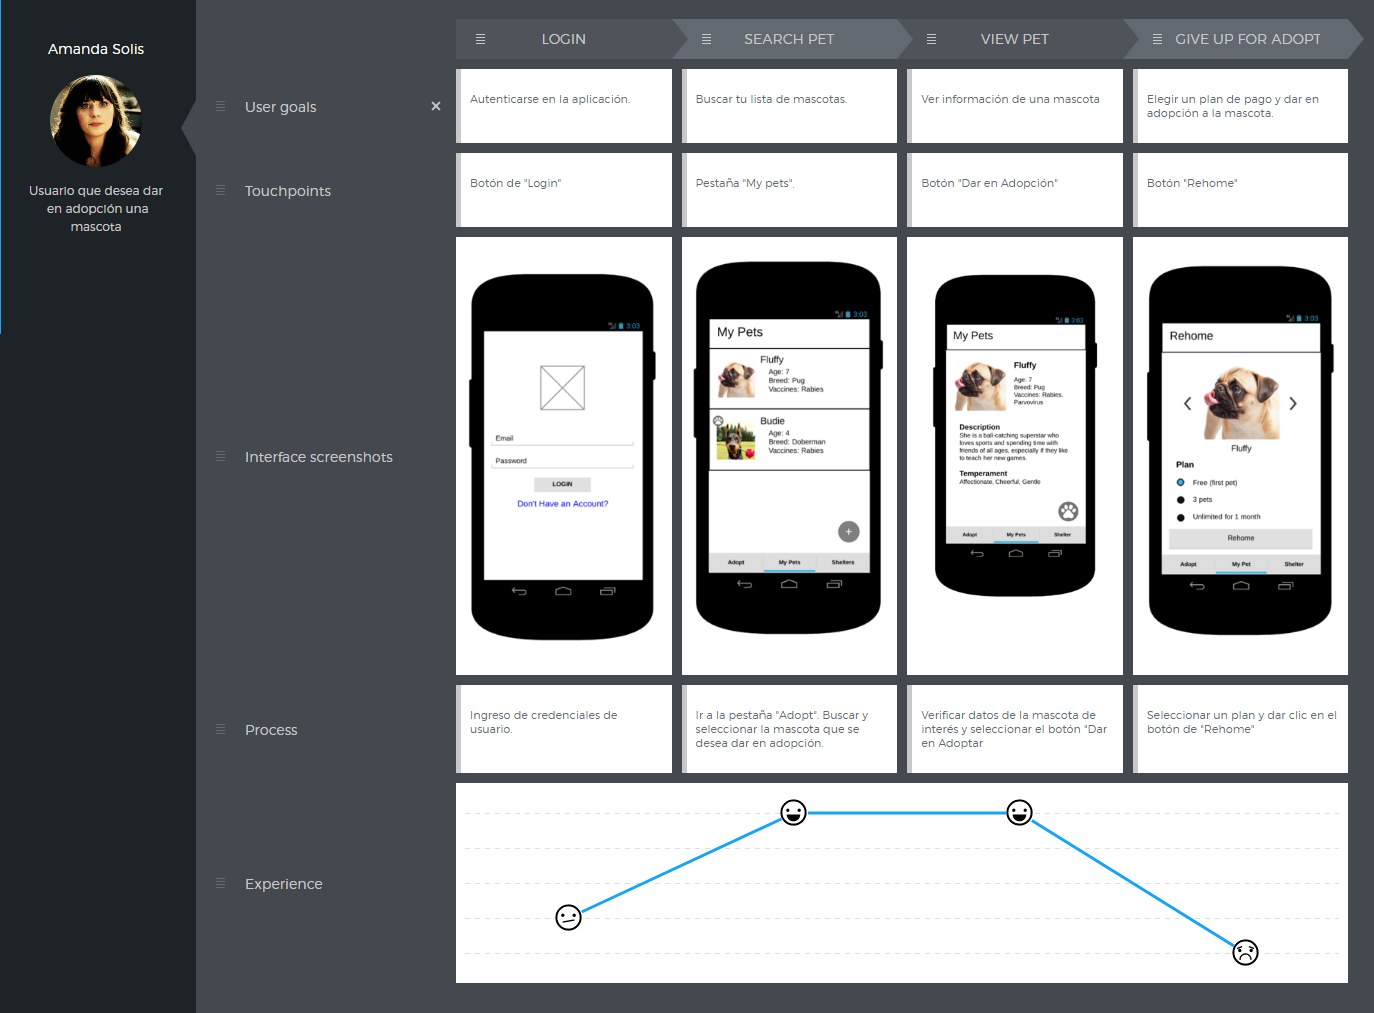 Amanda Solis
Usuario que desea dar
en adopción una
mascota
LOGIN
SEARCH PET
VIEW PET
GIVE UP FOR ADOPT
User goals
Autenticarse en la aplicación.
Buscar tu lista de mascotas.
Ver información de una mascota
Elegir un plan de pago y dar en
adopción a la mascota.
Touchpoints
Botón de "Login"
Pestaña "My pets",
Botón "Dar en Adopción"
Botón "Rehome"
Interface screenshots
3:03
Email
Password
LOGIN
Don't Have an Account?
3:03
My Pets
Fluffy
Age: 7
Breed: Pug
Vaccines: Rabies
Budie
Age: 4
Breed: Doberman
Vaccines: Rabies
+
Adopt
My Pets
Shelters
3:03
My Pets
Fluffy
Age: 7
Breed: Pug
Vaccines: Rabies,
Parvovirus
Description
She is a ball-catching superstar who
loves sports and spending time with
friends of all ages, especially if they like
to teach her new games.
Temperament
Affectionate, Cheerful, Gentle
Adopt
My Pets
Shelter
3:03
Rehome
Fluffy
Plan
Free (first pet)
3 pets
Unlimited for 1 month
Rehome
Adopt
My Pet
Shelter
Process
Ingreso de credenciales de
usuario.
Ir a la pestaña "Adopt". Buscar y
seleccionar la mascota que se
desea dar en adopción.
Verificar datos de la mascota de
interés y seleccionar el botón "Dar
en Adoptar
Seleccionar un plan y dar clic en el
botón de "Rehome"
Experience